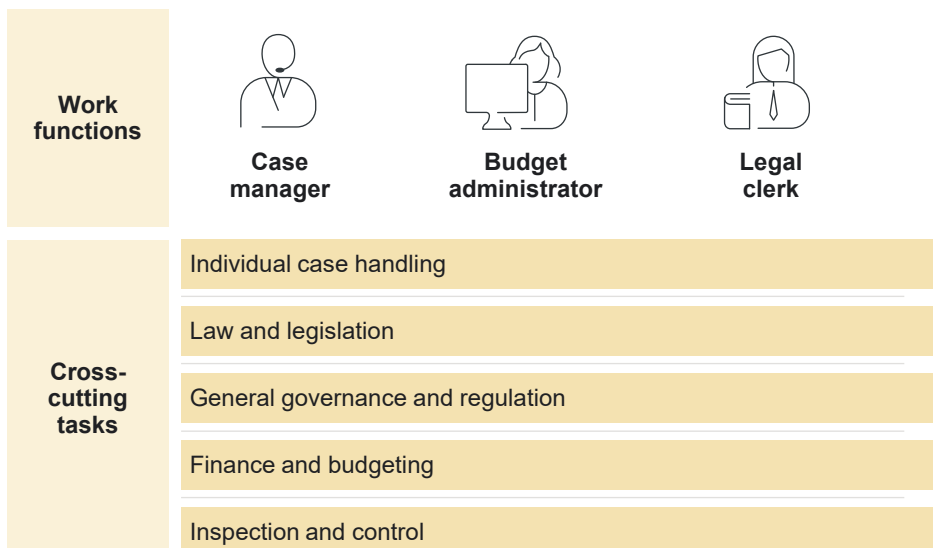 Work
functions
Case
manager
Budget
administrator
Legal
clerk
Cross-
cutting
tasks
Individual case handling
Law and legislation
General governance and regulation
Finance and budgeting
Inspection and control